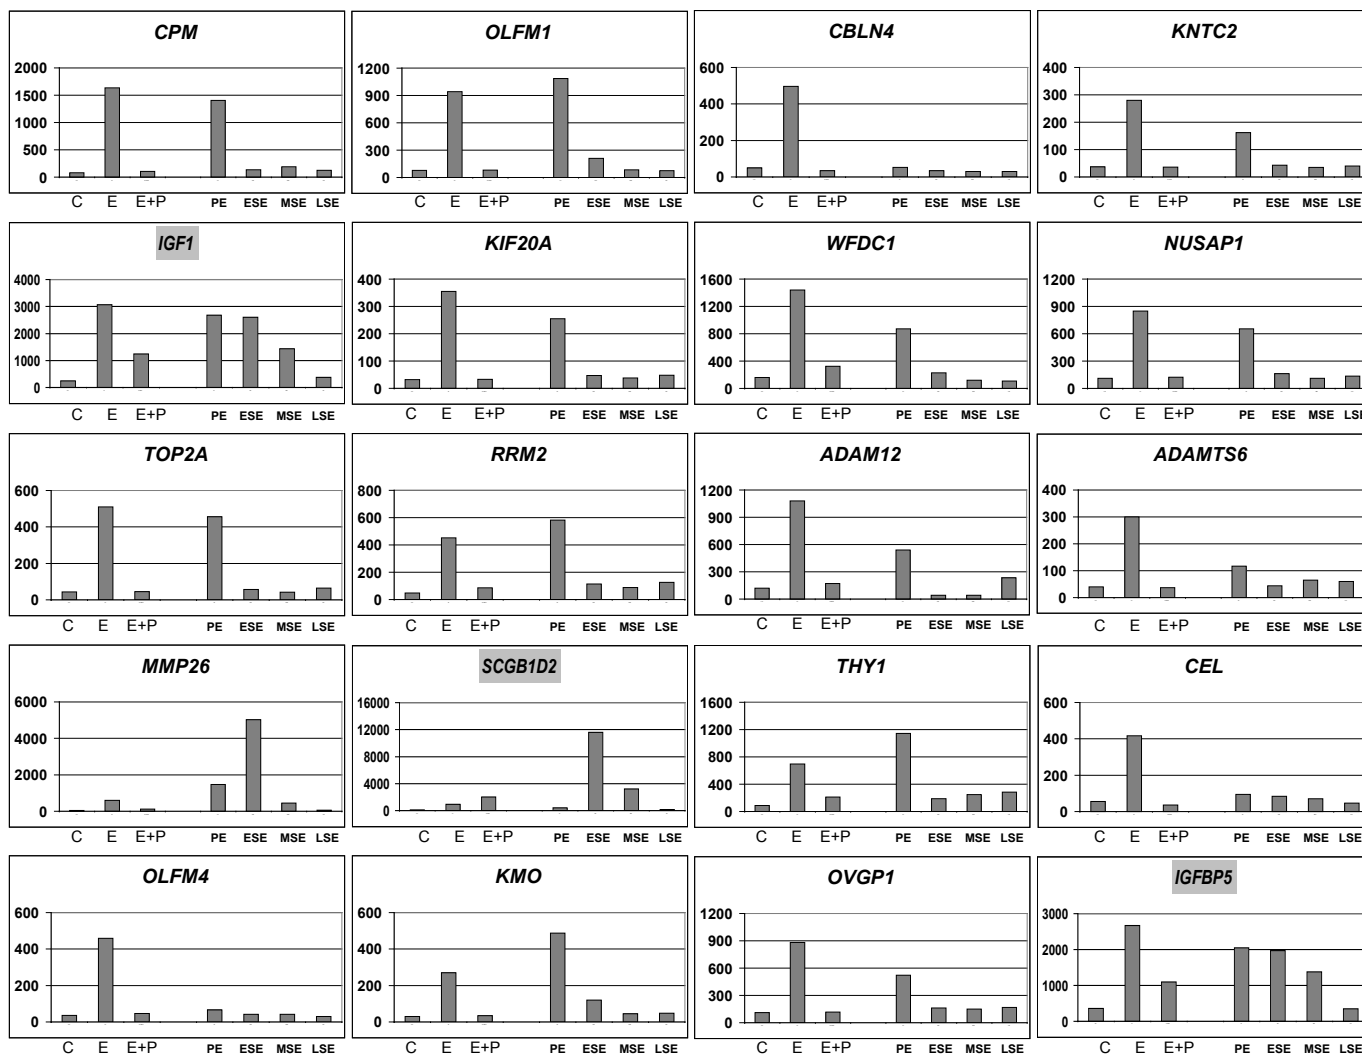 CPM
2000
1500
1000
500
0
C E E+P PE ESE MSE LSE
OLFM1
1200
900
600
300
0
C E E+P PE ESE MSE LSE
CBLN4
600
400
200
0
C E E+P PE ESE MSE LSE
KNTC2
400
300
200
100
0
C E E+P PE ESE MSE LSE
IGF1
4000
3000
2000
1000
0
C E E+P PE ESE MSE LSE
KIF20A
400
300
200
100
0
C E E+P PE ESE MSE LSE
WFDC1
1600
1200
800
400
0
C E E+P PE ESE MSE LSE
NUSAP1
1200
900
600
300
0
C E E+P PE ESE MSE LSE
TOP2A
600
400
200
0
C E E+P PE ESE MSE LSE
RRM2
800
600
400
200
0
C E E+P PE ESE MSE LSE
ADAM12
1200
900
600
300
0
C E E+P PE ESE MSE LSE
ADAMTS6
400
300
200
100
0
C E E+P PE ESE MSE LSE
MMP26
6000
4000
2000
0
C E E+P PE ESE MSE LSE
SCGB1D2
16000
12000
8000
4000
0
C E E+P PE ESE MSE LSE
THY1
1600
1200
800
400
0
C E E+P PE ESE MSE LSE
CEL
600
400
200
0
C E E+P PE ESE MSE LSE
OLFM4
600
400
200
0
C E E+P PE ESE MSE LSE
KMO
600
400
200
0
C E E+P PE ESE MSE LSE
OVGP1
1200
900
600
300
0
C E E+P PE ESE MSE LSE
IGFBP5
3000
2000
1000
0
C E E+P PE ESE MSE LSE